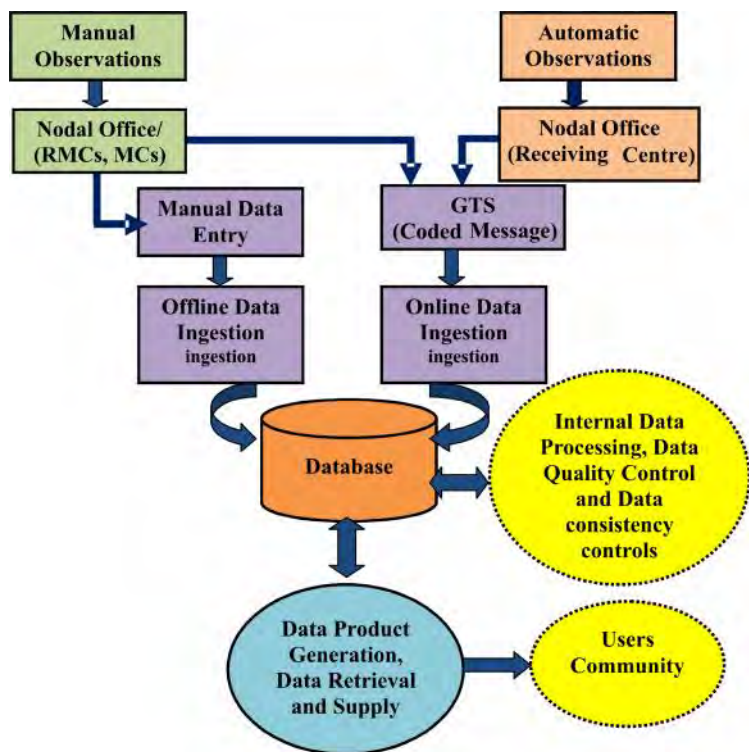 Manual
Observations
Automatic
Observations
Nodal Office/
(RMCs, MCs)
Nodal Office
(Receiving Centre)
Manual Data
Entry
GTS
(Coded Message)
Offline Data
Ingestion
ingestion
Online Data
Ingestion
ingestion
Database
Internal Data
Processing, Data
Quality Control
and Data
consistency
controls
Data Product
Generation,
Data Retrieval
and Supply
Users
Community